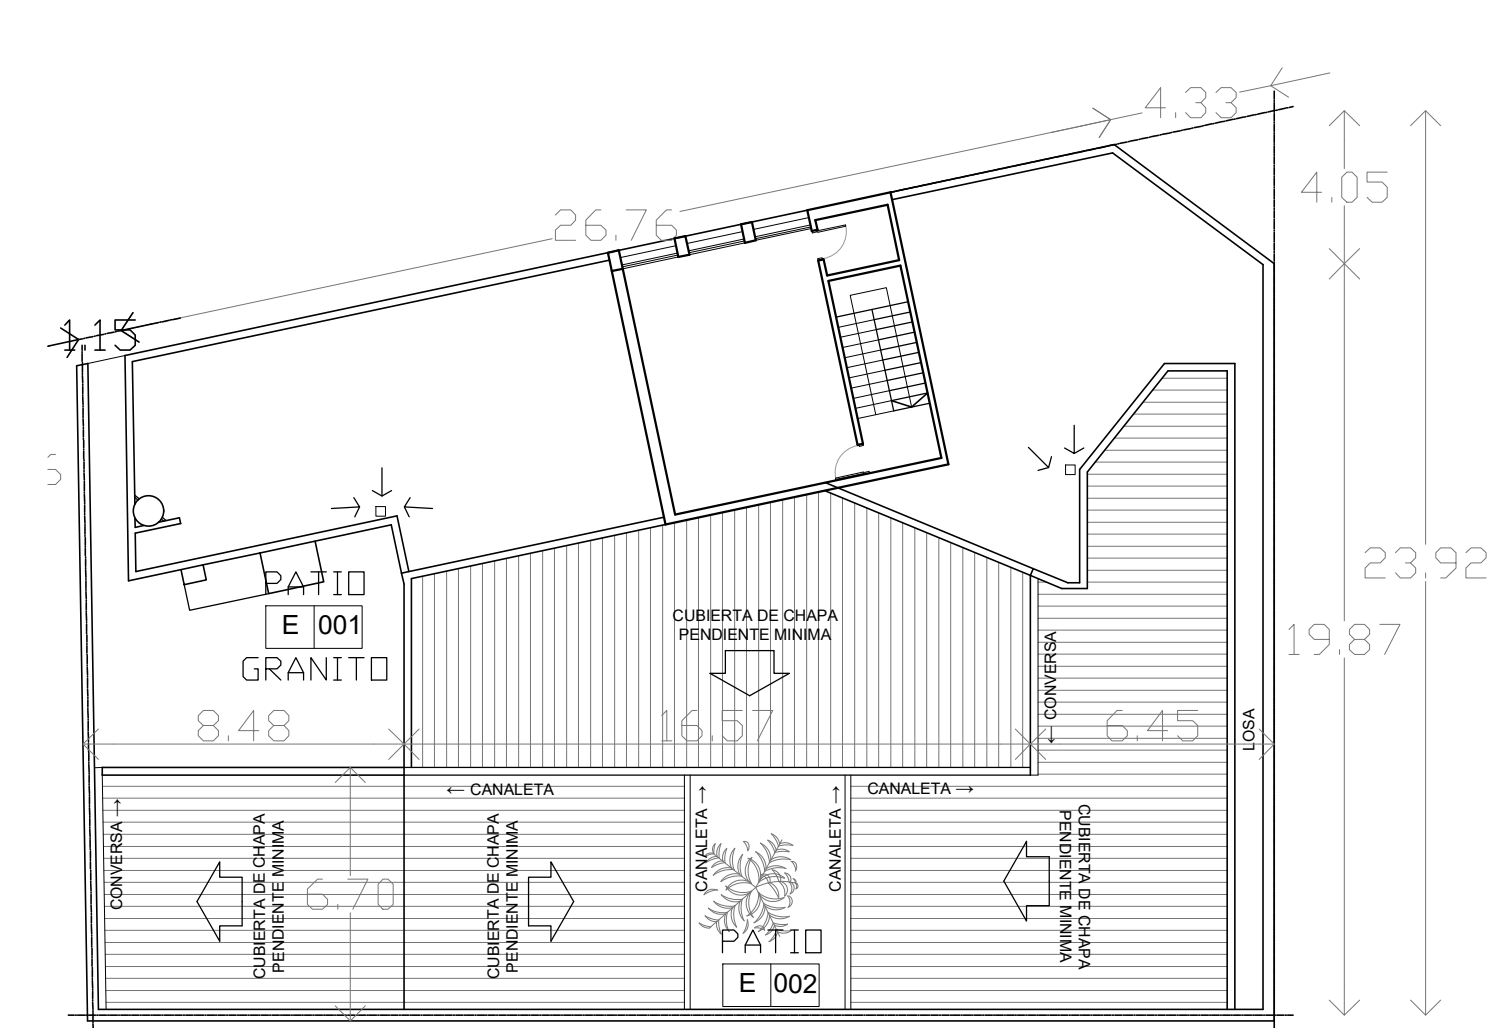 4.33
4.05
26.76
1.15
23.92
PATIO
E 001
GRANITO
CUBIERTA DE CHAPA
PENDIENTE MINIMA
← CONVERSA
19.87
8.48
16.57
6.45
LOSA
← CANALETA
CANALETA →
CONVERSA →
CUBIERTA DE CHAPA
PENDIENTE MINIMA
6.70
CUBIERTA DE CHAPA
PENDIENTE MINIMA
CANALETA →
CANALETA →
CUBIERTA DE CHAPA
PENDIENTE MINIMA
PATIO
E 002